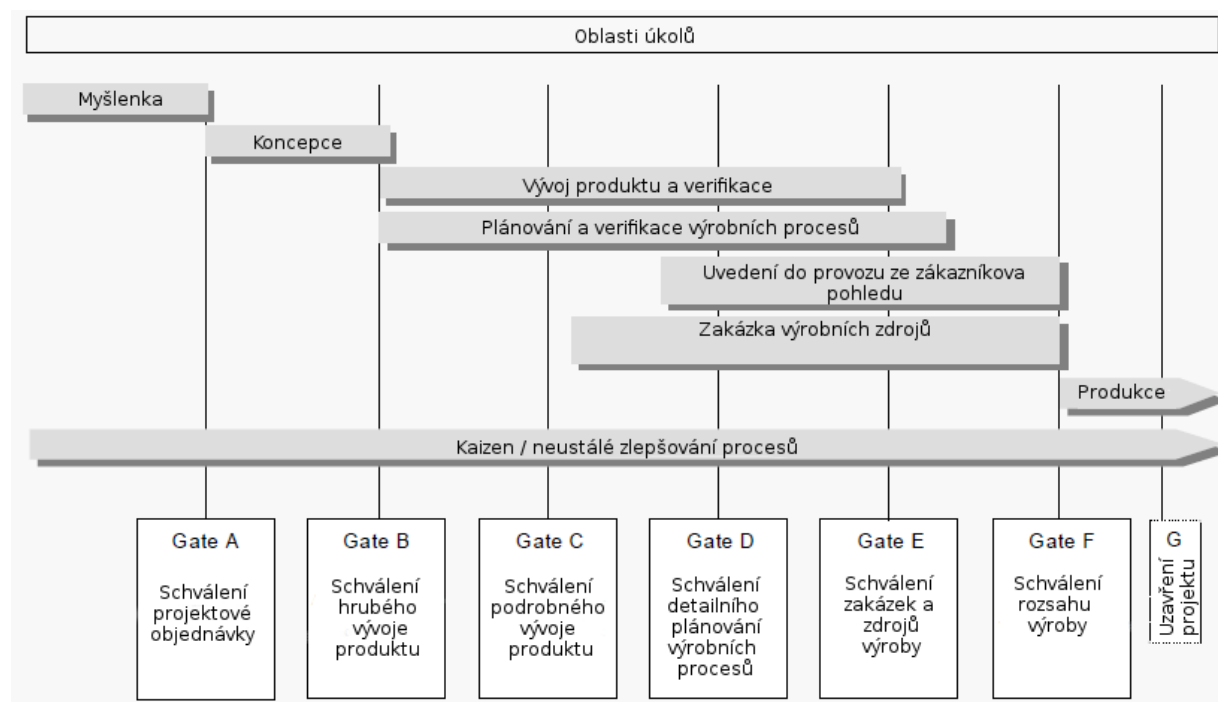 Oblasti úkolů
Myšlenka
Koncepce
Vývoj produktu a verifikace
Plánování a verifikace výrobních procesů
Uvedení do provozu ze zákazníkova
pohledu
Zakázka výrobních zdrojů
Produkce
Kaizen / neustálé zlepšování procesů
Gate A
Schválení
projektové
objednávky
Gate B
Schválení
hrubého
vývoje
produktu
Gate C
Schválení
podrobného
vývoje
produktu
Gate D
Schválení
detailního
plánování
výrobních
procesů
Gate E
Schválení
zakázek a
zdrojů
výroby
Gate F
Schválení
rozsahu
výroby
G
Uzavření
projektu